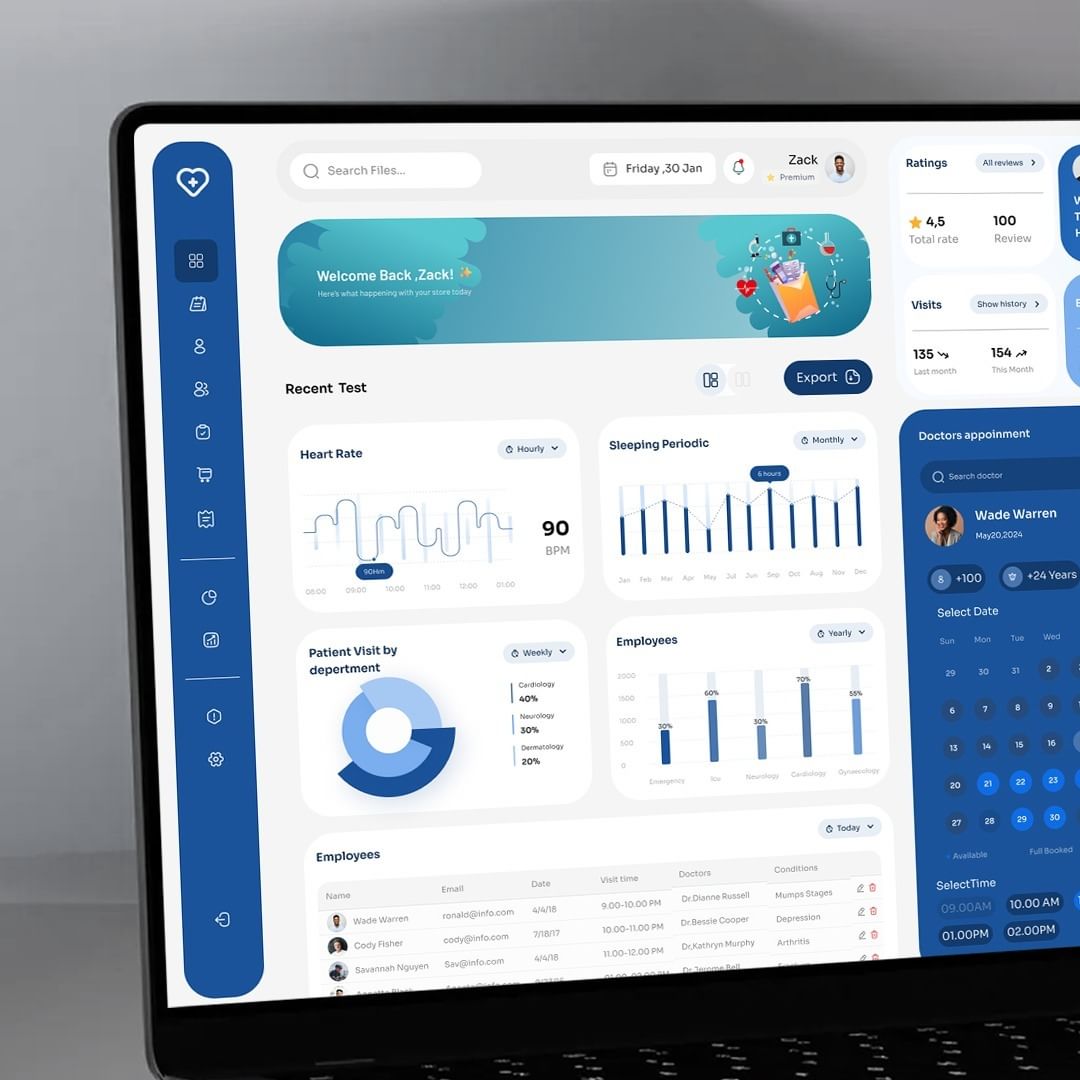 Search Files...
Friday ,30 Jan
Zack
Premium
Welcome Back ,Zack!
Here's what happening with your store today
Recent Test
Export
Heart Rate
Hourly
90
BPM
90Hm
08:00 09:00 10:00 11:00 12:00 01:00
Sleeping Periodic
Monthly
6 hours
Jan Feb Mar Apr May Jul Jun Sep Oct Aug Nov Dec
Patient Visit by
depertment
Weekly
Cardiology
40%
Neurology
30%
Dermatology
20%
Employees
Yearly
2000
1500
1000
500
0
30% 60% 30% 70% 55%
Emergency Icu Neurology Cardiology Gynaecology
Employees
Today
Name Email Date Visit time Doctors Conditions
Wade Warren ronald@info.com 4/4/18 9.00-10.00 PM Dr.Dianne Russell Mumps Stages
Cody Fisher cody@info.com 7/18/17 10.00-11.00 PM Dr.Bessie Cooper Depression
Savannah Nguyen Sav@info.com 4/4/18 11.00-12.00 PM Dr,Kathryn Murphy Arthritis
Dr.Jerome Bell
Ratings
All reviews
4,5
Total rate
100
Review
Visits
Show history
135
Last month
154
This Month
Doctors appoinment
Search doctor
Wade Warren
May20,2024
+100
+24 Years
Select Date
Sun Mon Tue Wed
29 30 31 2
6 7 8 9
13 14 15 16
20 21 22 23
27 28 29 30
Available
Full Booked
SelectTime
09.00AM 10.00 AM
01.00PM 02.00PM